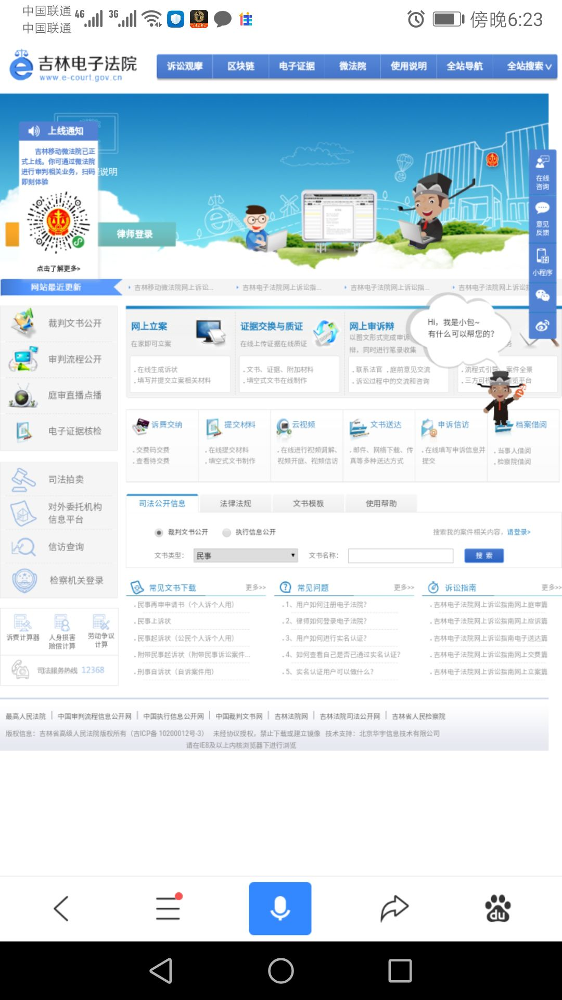 中国联通 4G 3G
中国联通
傍晚6:23
吉林电子法院
www.e-court.gov.cn
诉讼观摩 区块链 电子证据 微法院 使用说明 全站导航 全站搜索
上线通知
吉林移动微法院已正
式上线。你可通过微法院
进行审判相关业务，扫码
即刻体验
说明
点击了解更多>
律师登录
在线
咨询
意见
反馈
小程序
网站最近更新
吉林移动微法院网上诉讼...
吉林电子法院网上诉讼指...
吉林电子法院网上诉讼指...
吉林电子法院网上诉讼指
裁判文书公开
审判流程公开
庭审直播点播
电子证据核检
网上立案
在家即可立案
.在线生成诉状
.填写并提交立案相关材料
证据交换与质证
在线上传证据在线质证
.文书、证据、附加材料
.填空式文书在线制作
网上审诉辩
以图文形式完成审诉
辩，同时进行笔录收集
.联系法官 .庭前意见交流
.诉讼过程中的交流和咨询
Hi，我是小包~
有什么可以帮您的？
务
.流程式引导 案件全景
.三方可视 览平台
诉费交纳
.交费码交费
.查看待交费
提交材料
.在线提交材料
.填空式文书制作
云视频
.在线进行视频调解、
视频开庭、视频信访
文书送达
.邮件、网络下载、传
真等多种送达方式
申诉信访
.在线填写申诉信息并
提交
档案借阅
.当事人借阅
.检察院借阅
司法拍卖
对外委托机构
信息平台
信访查询
检察机关登录
司法公开信息 法律法规 文书模板 使用帮助
裁判文书公开 执行信息公开
搜索我的案件相关内容，请登录>
文书类型： 民事 文书名称： 搜 索
常见文书下载 更多>>
.民事再审申请书（个人诉个人用）
.民事上诉状
.民事起诉状（公民个人诉个人用）
.附带民事起诉状（附带民事诉讼案件...
.刑事自诉状（自诉案件用）
常见问题 更多>>
.1、用户如何注册电子法院？
.2、律师如何登录电子法院？
.3、用户如何进行实名认证？
.4、如何查看自己是否已通过实名认证？
.5、实名认证用户可以做什么？
诉讼指南 更多>>
.吉林电子法院网上诉讼指南网上庭审篇
.吉林电子法院网上诉讼指南网上应诉篇
.吉林电子法院网上诉讼指南电子送达篇
.吉林电子法院网上诉讼指南网上交费篇
.吉林电子法院网上诉讼指南网上立案篇
诉费计算器
人身损害
赔偿计算
劳动争议
计算
司法服务热线 12368
最高人民法院 | 中国审判流程信息公开网 | 中国执行信息公开网 | 中国裁判文书网 | 吉林法院网 | 吉林法院司法公开网 | 吉林省人民检察院
版权信息：吉林省高级人民法院版权所有（吉ICP备 10200012号-3） 未经协议授权，禁止下载或建立镜像 技术支持：北京华宇信息技术有限公司
请在IE8及以上内核浏览器下进行浏览
du